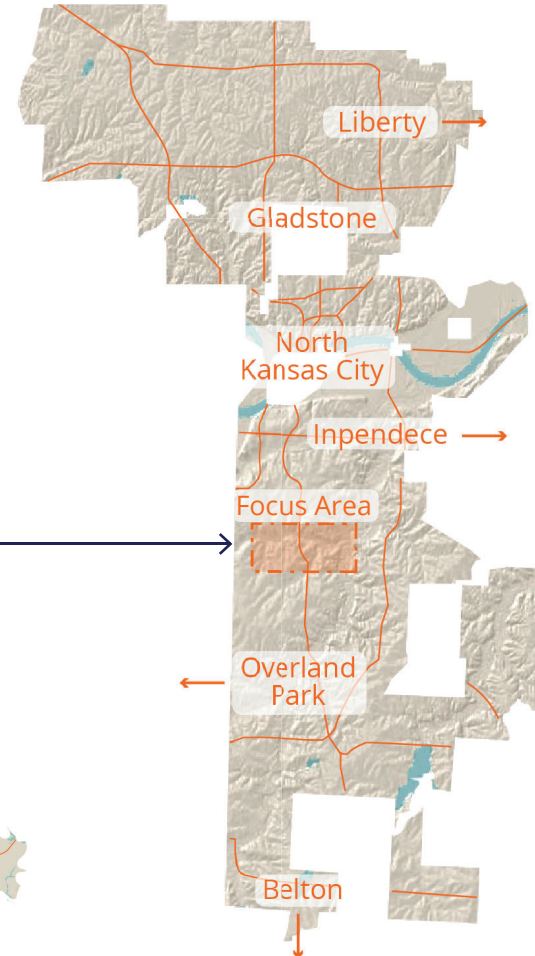 Liberty
Gladstone
North
Kansas City
Inpendece
Focus Area
Overland
Park
Belton